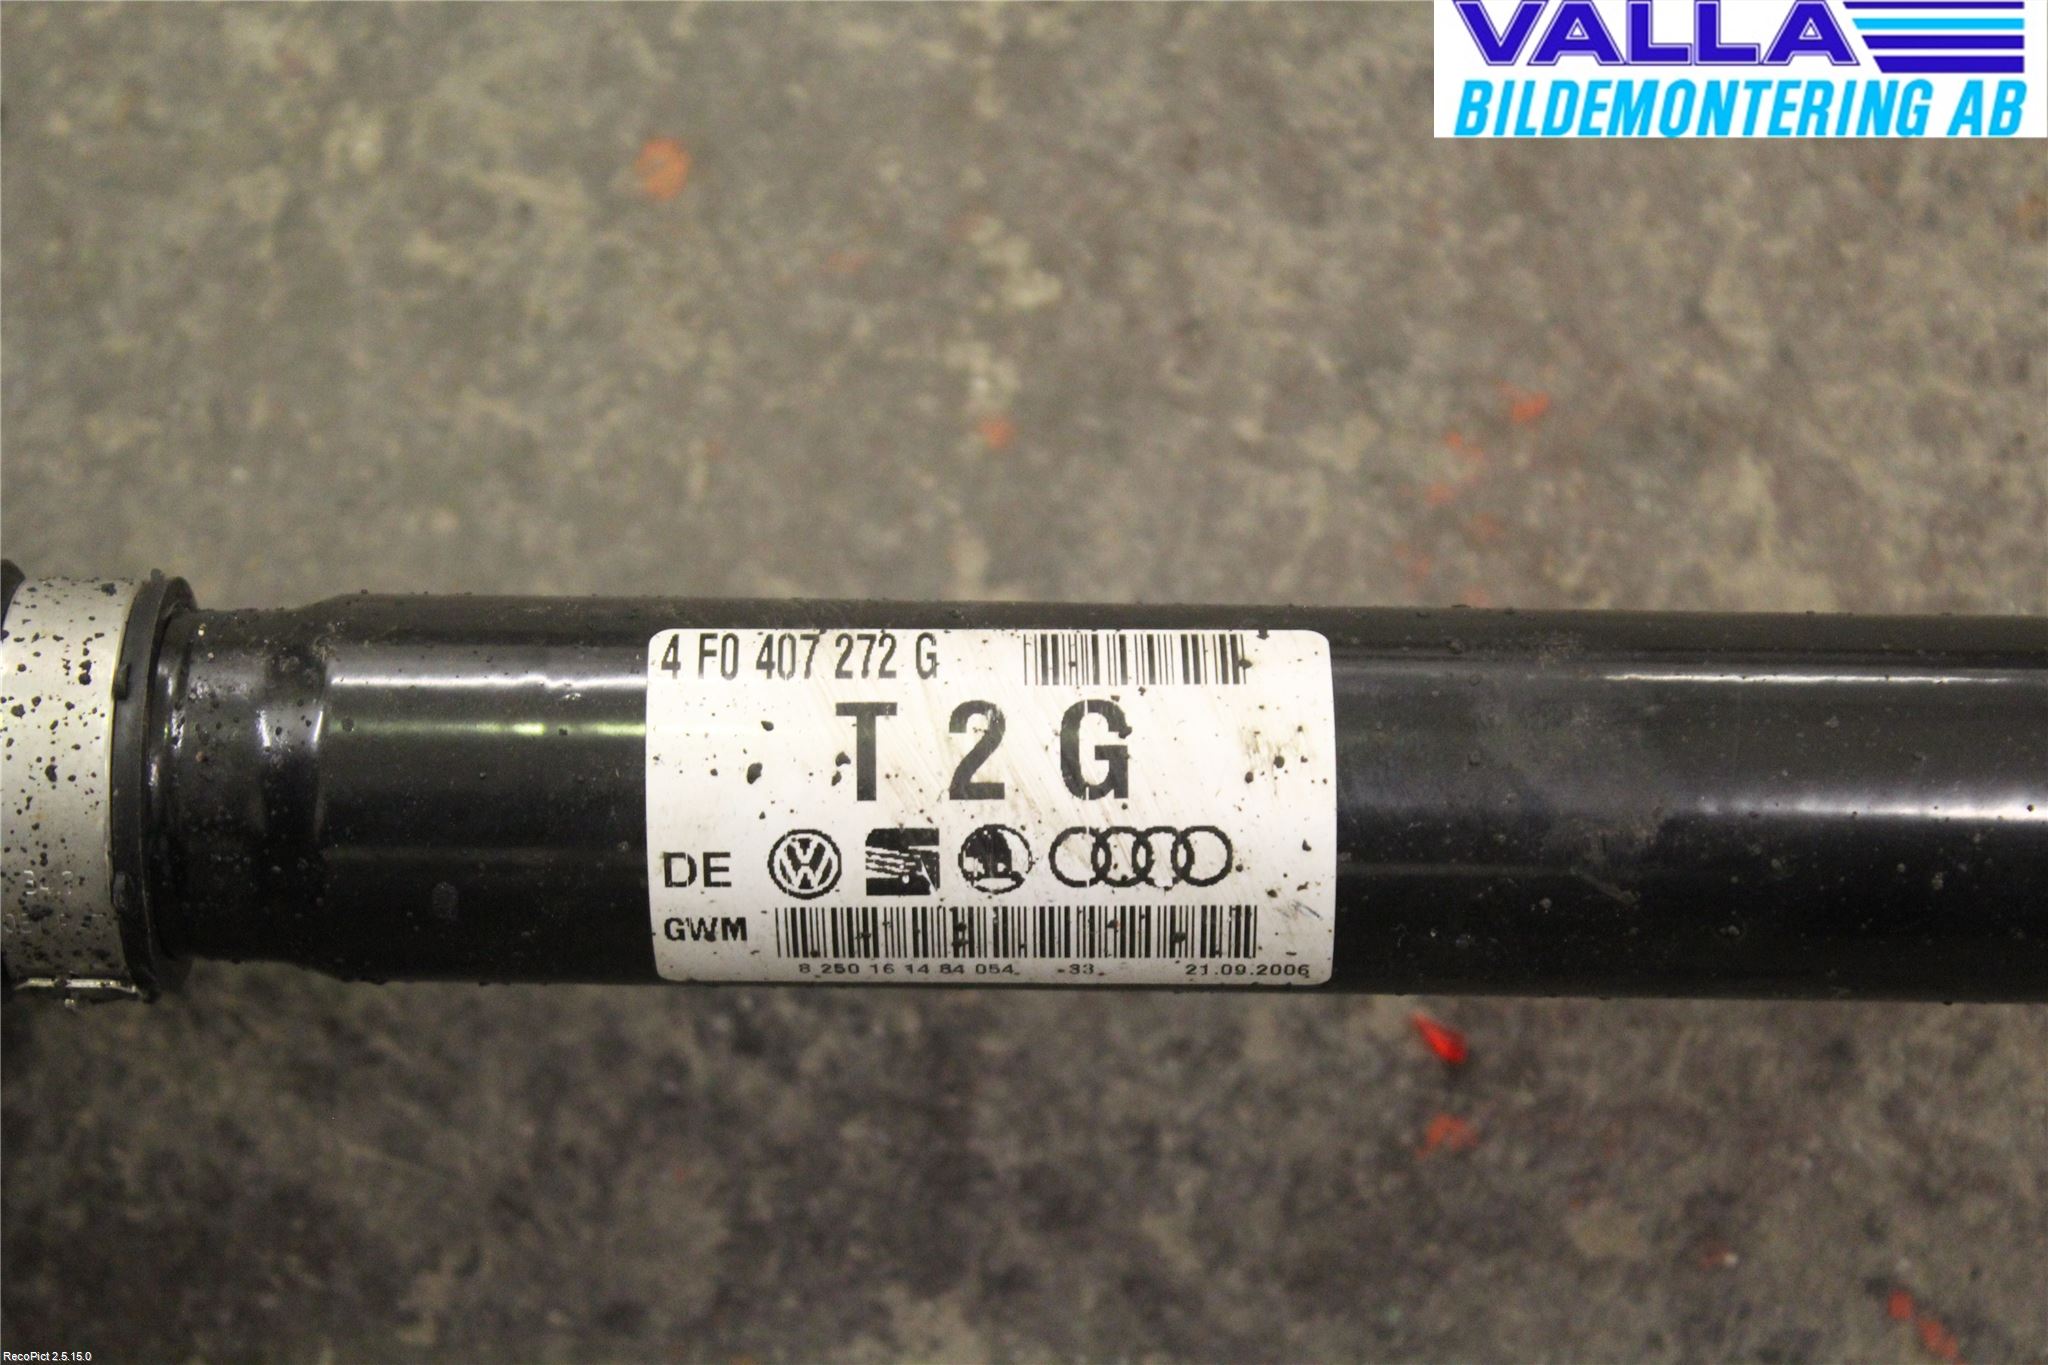 VALLA
BILDEMONTERING AB
4 F0 407 272 G
T 2 G
DE
GWM
8 250 16 14 84 054 33 21.09.2006
RecoPict 2.5.15.0